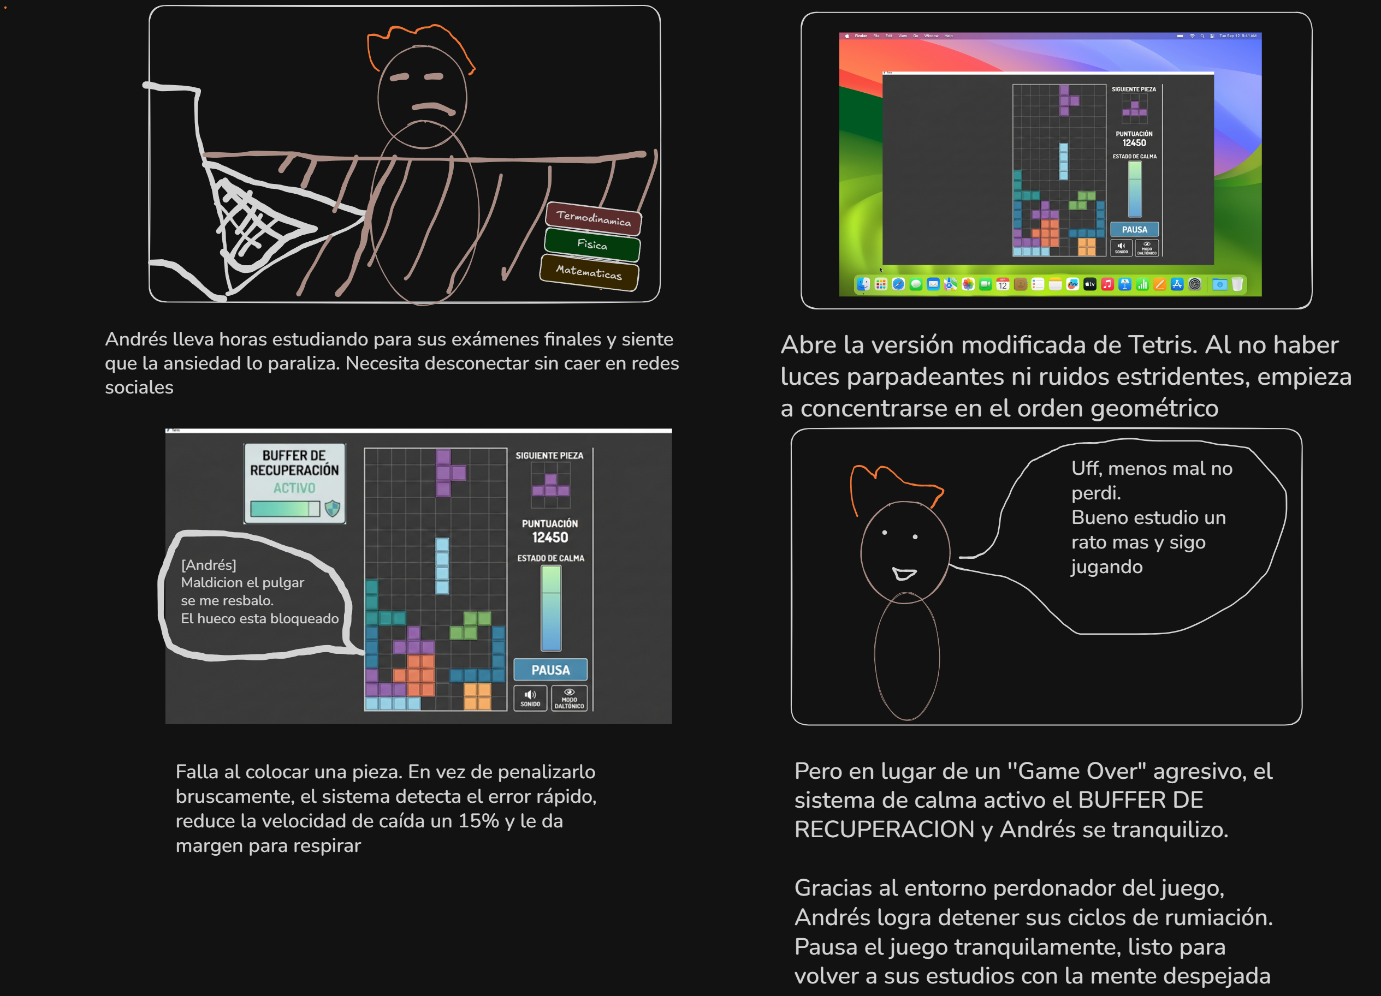 Termodinamica
Fisica
Matematicas
Andrés lleva horas estudiando para sus exámenes finales y siente
que la ansiedad lo paraliza. Necesita desconectar sin caer en redes
sociales
SIGUIENTE PIEZA
PUNTUACIÓN
12450
ESTADO DE CALMA
PAUSA
SONIDO
MODO
DALTÓNICO
Abre la versión modificada de Tetris. Al no haber
luces parpadeantes ni ruidos estridentes, empieza
a concentrarse en el orden geométrico
BUFFER DE
RECUPERACIÓN
ACTIVO
[Andrés]
Maldicion el pulgar
se me resbalo.
El hueco esta bloqueado
SIGUIENTE PIEZA
PUNTUACIÓN
12450
ESTADO DE CALMA
PAUSA
SONIDO
MODO
DALTÓNICO
Falla al colocar una pieza. En vez de penalizarlo
bruscamente, el sistema detecta el error rápido,
reduce la velocidad de caída un 15% y le da
margen para respirar
Uff, menos mal no
perdi.
Bueno estudio un
rato mas y sigo
jugando
Pero en lugar de un "Game Over" agresivo, el
sistema de calma activo el BUFFER DE
RECUPERACION y Andrés se tranquilizo.
Gracias al entorno perdonador del juego,
Andrés logra detener sus ciclos de rumiación.
Pausa el juego tranquilamente, listo para
volver a sus estudios con la mente despejada